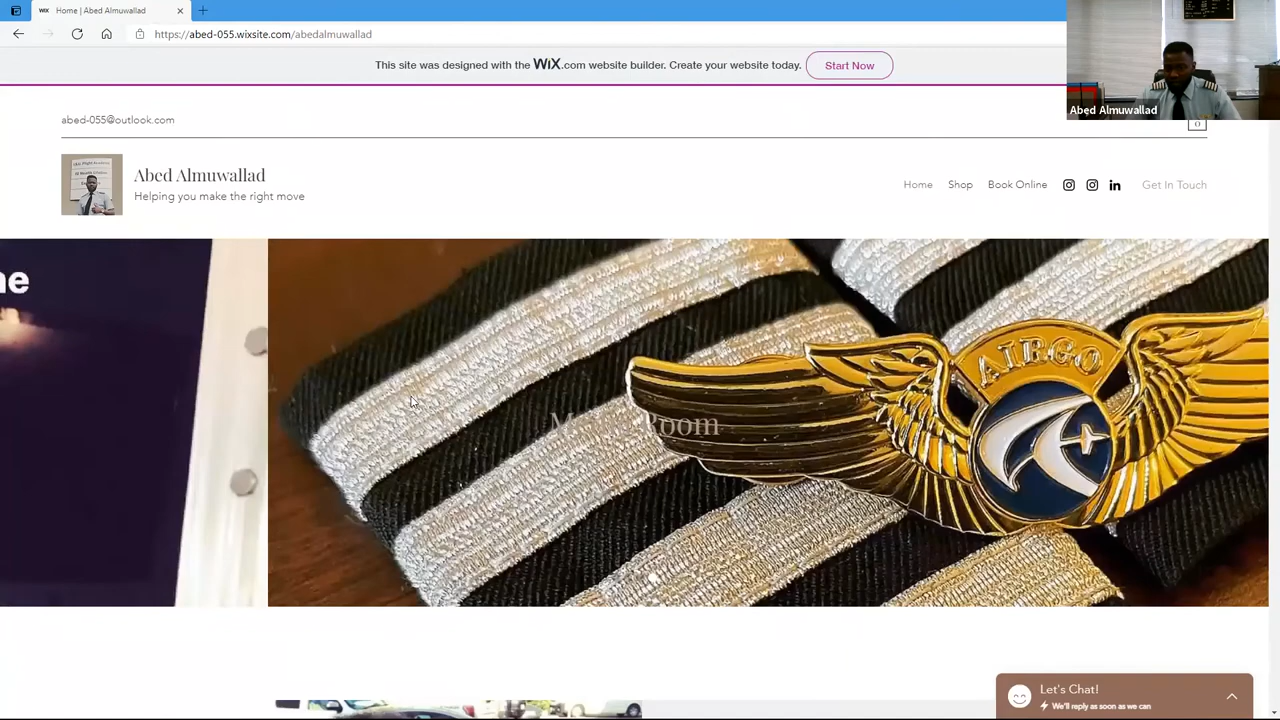 Home | Abed Almuwallad
https://abed-055.wixsite.com/abedalmuwallad
This site was designed with the WiX.com website builder. Create your website today.
Start Now
Abed Almuwallad
abed-055@outlook.com
0
Abed Almuwallad
Helping you make the right move
Home
Shop
Book Online
Get In Touch
AIRGO
Let's Chat!
We'll reply as soon as we can